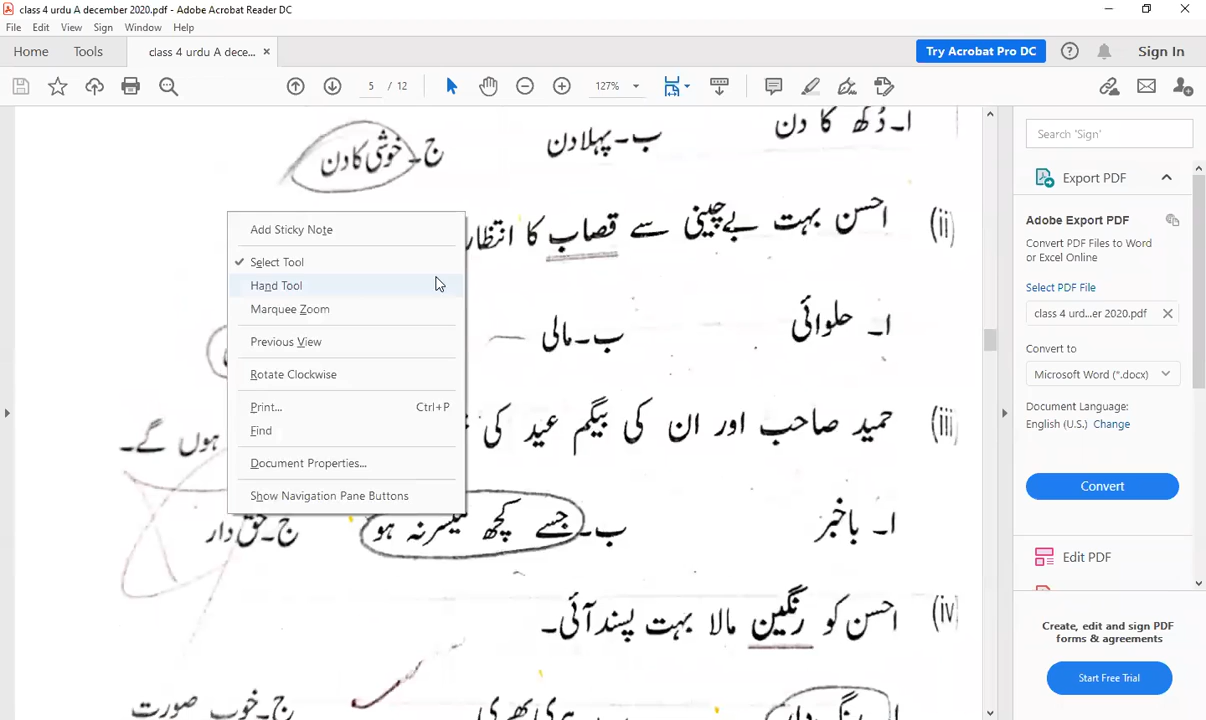 class 4 urdu A december 2020.pdf - Adobe Acrobat Reader DC
File Edit View Sign Window Help
Home Tools class 4 urdu A dece... ×
Try Acrobat Pro DC
Sign In
5 / 12
127%
ا۔ دُکھ کا دن ب۔ پہلا دن ج۔ خوشی کا دن
(ii) احسن بہت بےچینی سے قصاب کا انتظار
ا۔ حلوائی ب۔ مالی
(iii) حمید صاحب اور ان کی بیگم عید کی ہوں گے۔
ا۔ باخبر ب۔ جسے کچھ میسر نہ ہو ج۔ حق دار
(iv) احسن کو رنگین مالا بہت پسند آئی۔
ا۔ رنگ دار ب۔ ہری بھری ج۔ خوب صورت
Add Sticky Note
Select Tool
Hand Tool
Marquee Zoom
Previous View
Rotate Clockwise
Print... Ctrl+P
Find
Document Properties...
Show Navigation Pane Buttons
Search 'Sign'
Export PDF
Adobe Export PDF
Convert PDF Files to Word
or Excel Online
Select PDF File
class 4 urd...er 2020.pdf
Convert to
Microsoft Word (*.docx)
Document Language:
English (U.S.) Change
Convert
Edit PDF
Create, edit and sign PDF
forms & agreements
Start Free Trial